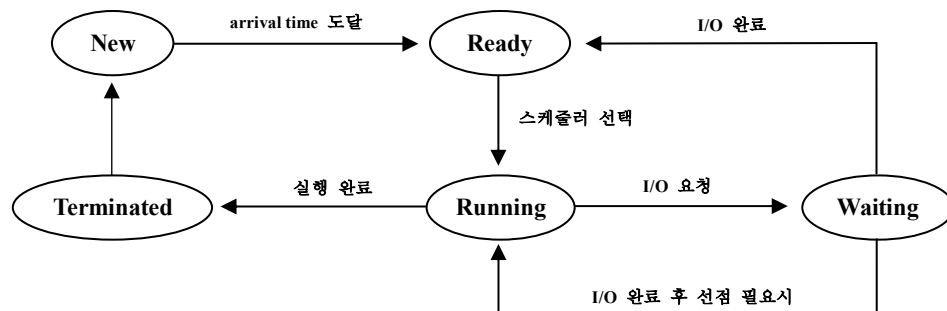 arrival time 도달
I/O 완료
New
Ready
스케줄러 선택
실행 완료
I/O 요청
Terminated
Running
Waiting
I/O 완료 후 선점 필요시